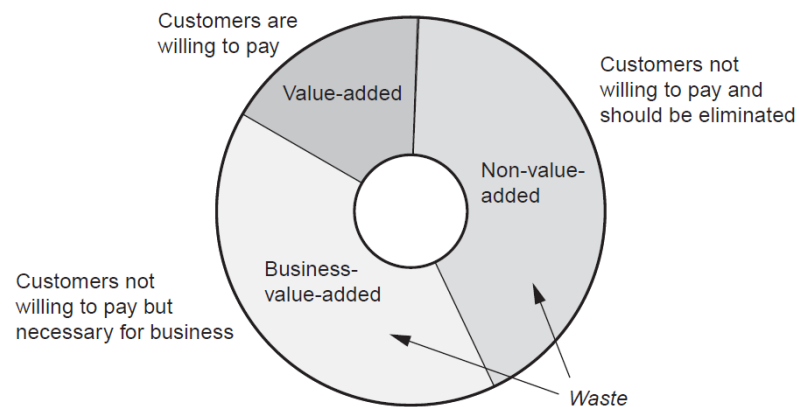 Customers are
willing to pay
Value-added
Customers not
willing to pay and
should be eliminated
Non-value-
added
Business-
value-added
Customers not
willing to pay but
necessary for business
Waste